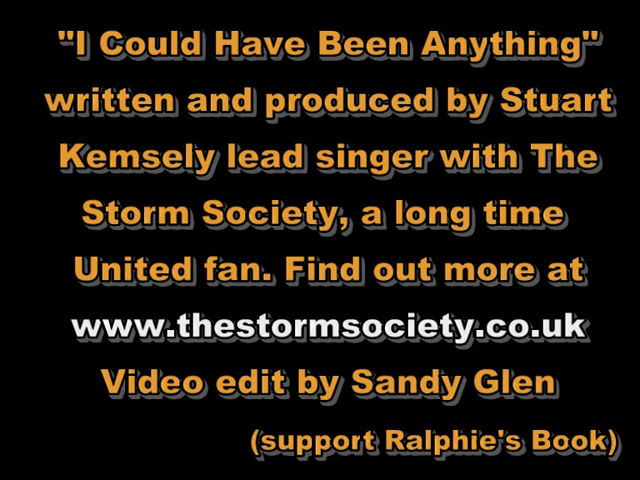 "I Could Have Been Anything"
written and produced by Stuart
Kemsely lead singer with The
Storm Society, a long time
United fan. Find out more at
www.thestormsociety.co.uk
Video edit by Sandy Glen
(support Ralphie's Book)